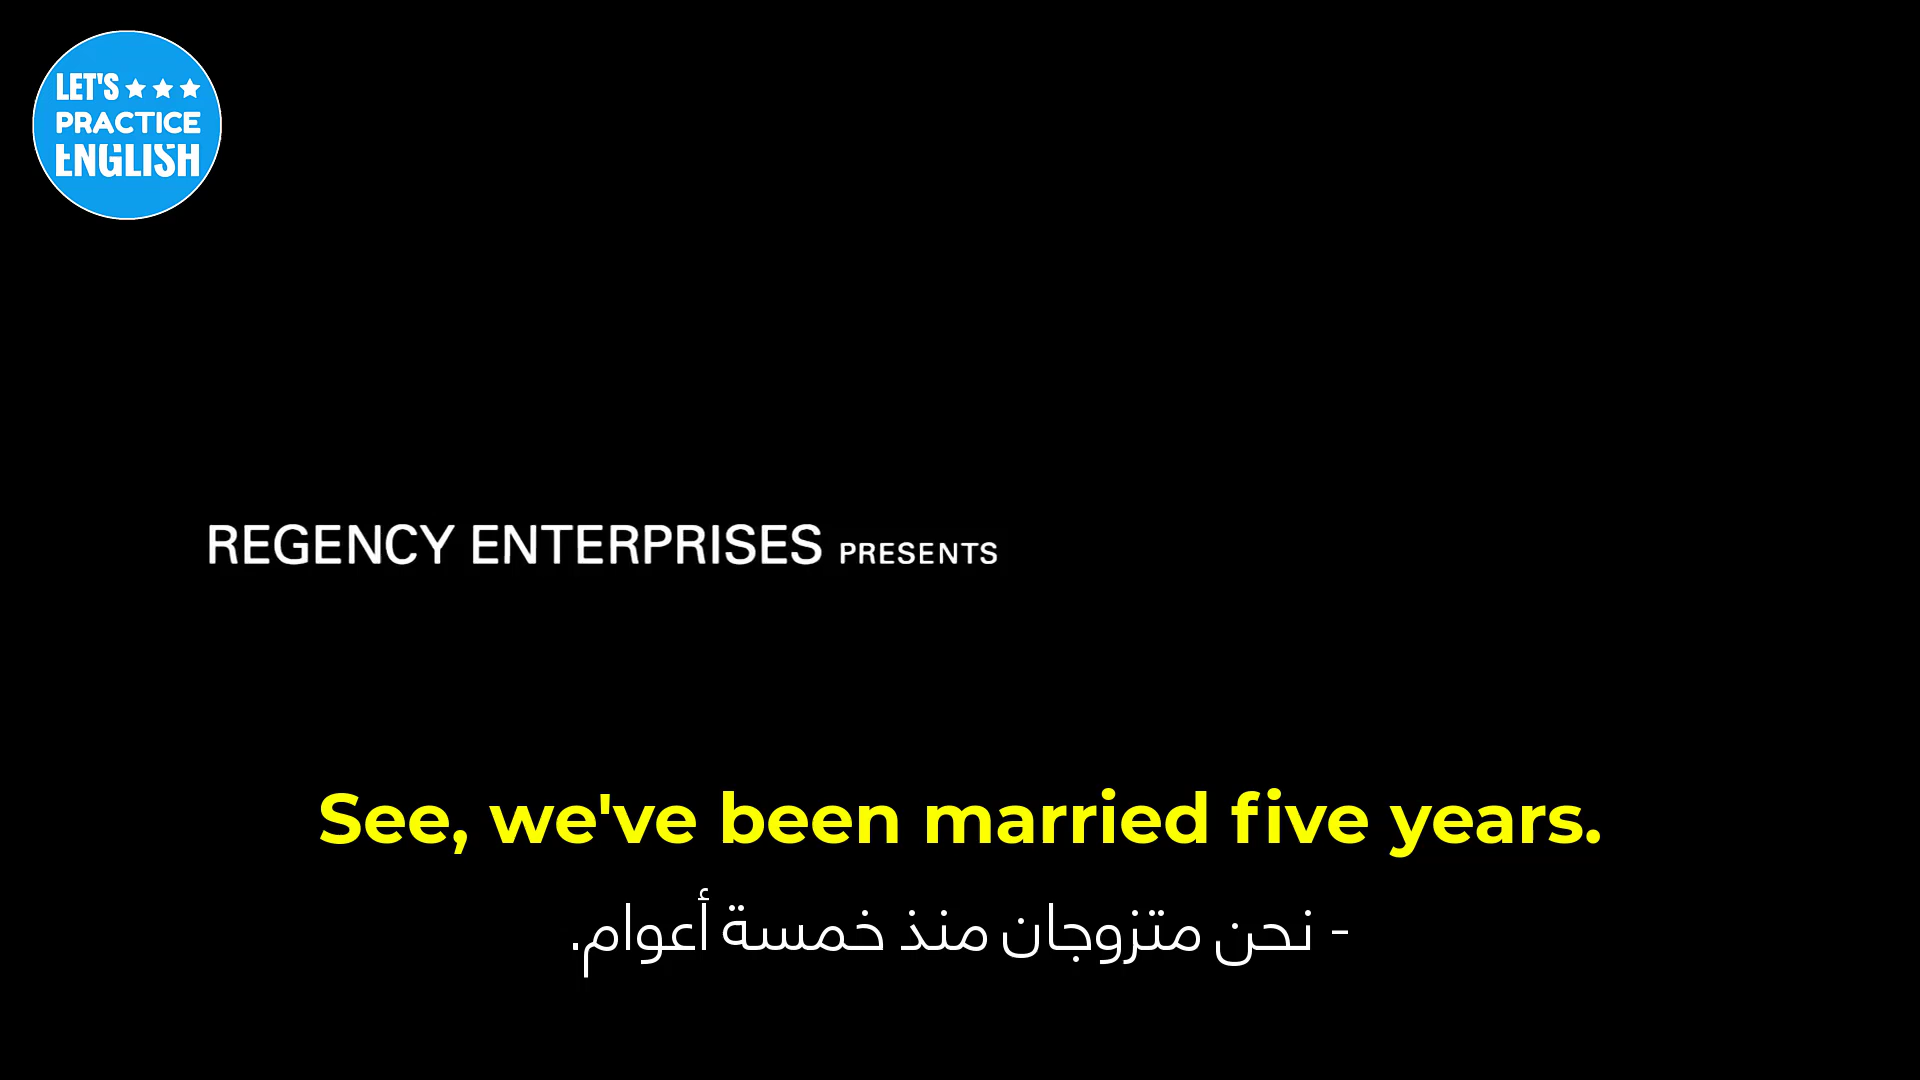 LET'S
PRACTICE
ENGLISH
REGENCY ENTERPRISES PRESENTS
See, we've been married five years.
- نحن متزوجان منذ خمسة أعوام.